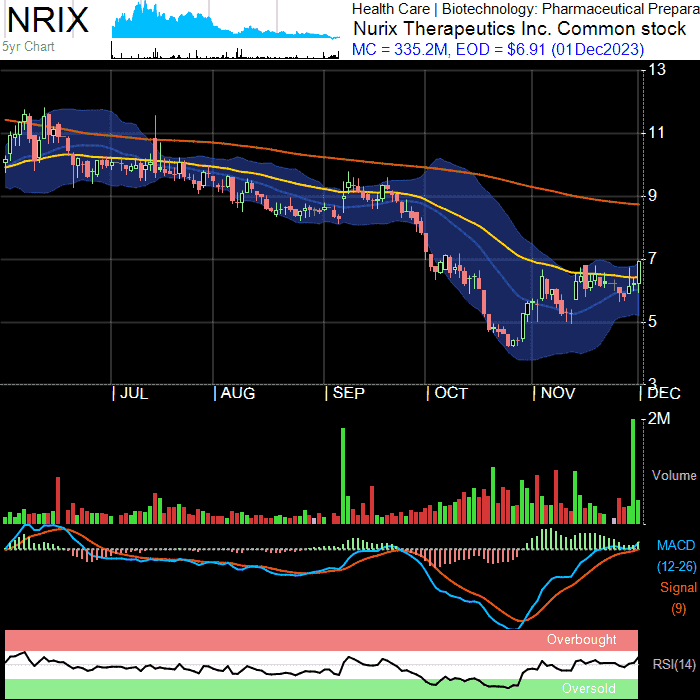 NRIX
5yr Chart
Health Care | Biotechnology: Pharmaceutical Prepara
Nurix Therapeutics Inc. Common stock
MC = 335.2M, EOD = $6.91 (01Dec2023)
13
11
9
7
5
3
JUL
AUG
SEP
OCT
NOV
DEC
2M
Volume
MACD
(12-26)
Signal
(9)
Overbought
RSI(14)
Oversold